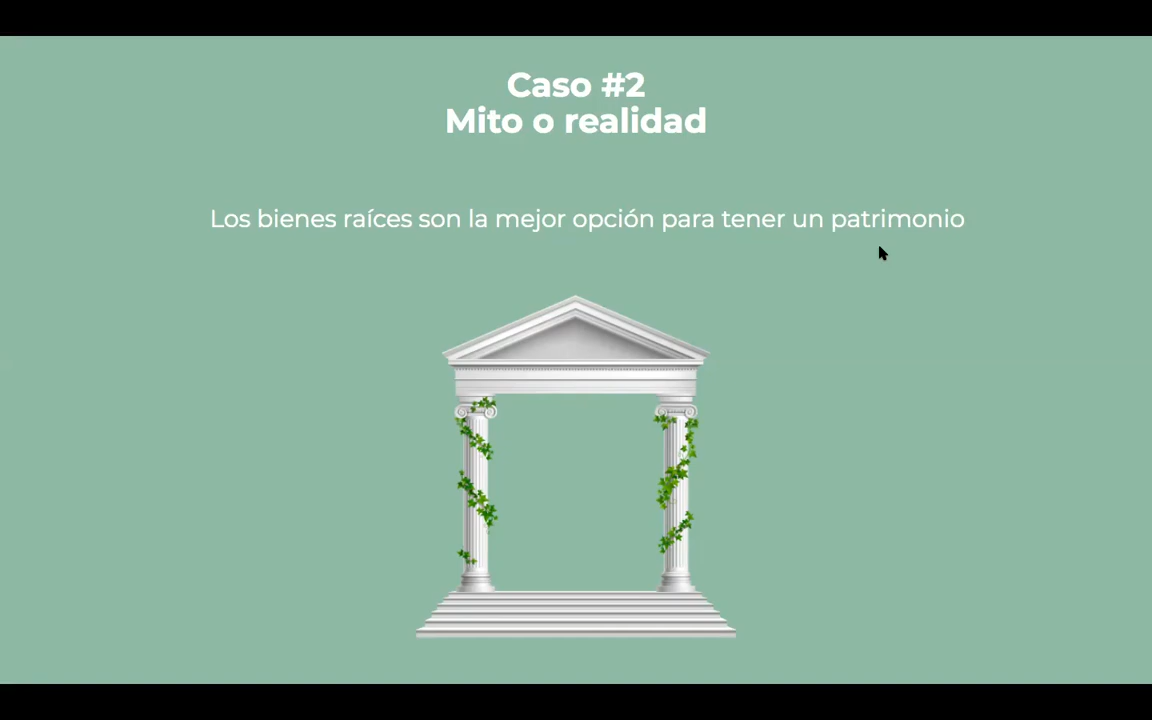 Caso #2
Mito o realidad
Los bienes raíces son la mejor opción para tener un patrimonio